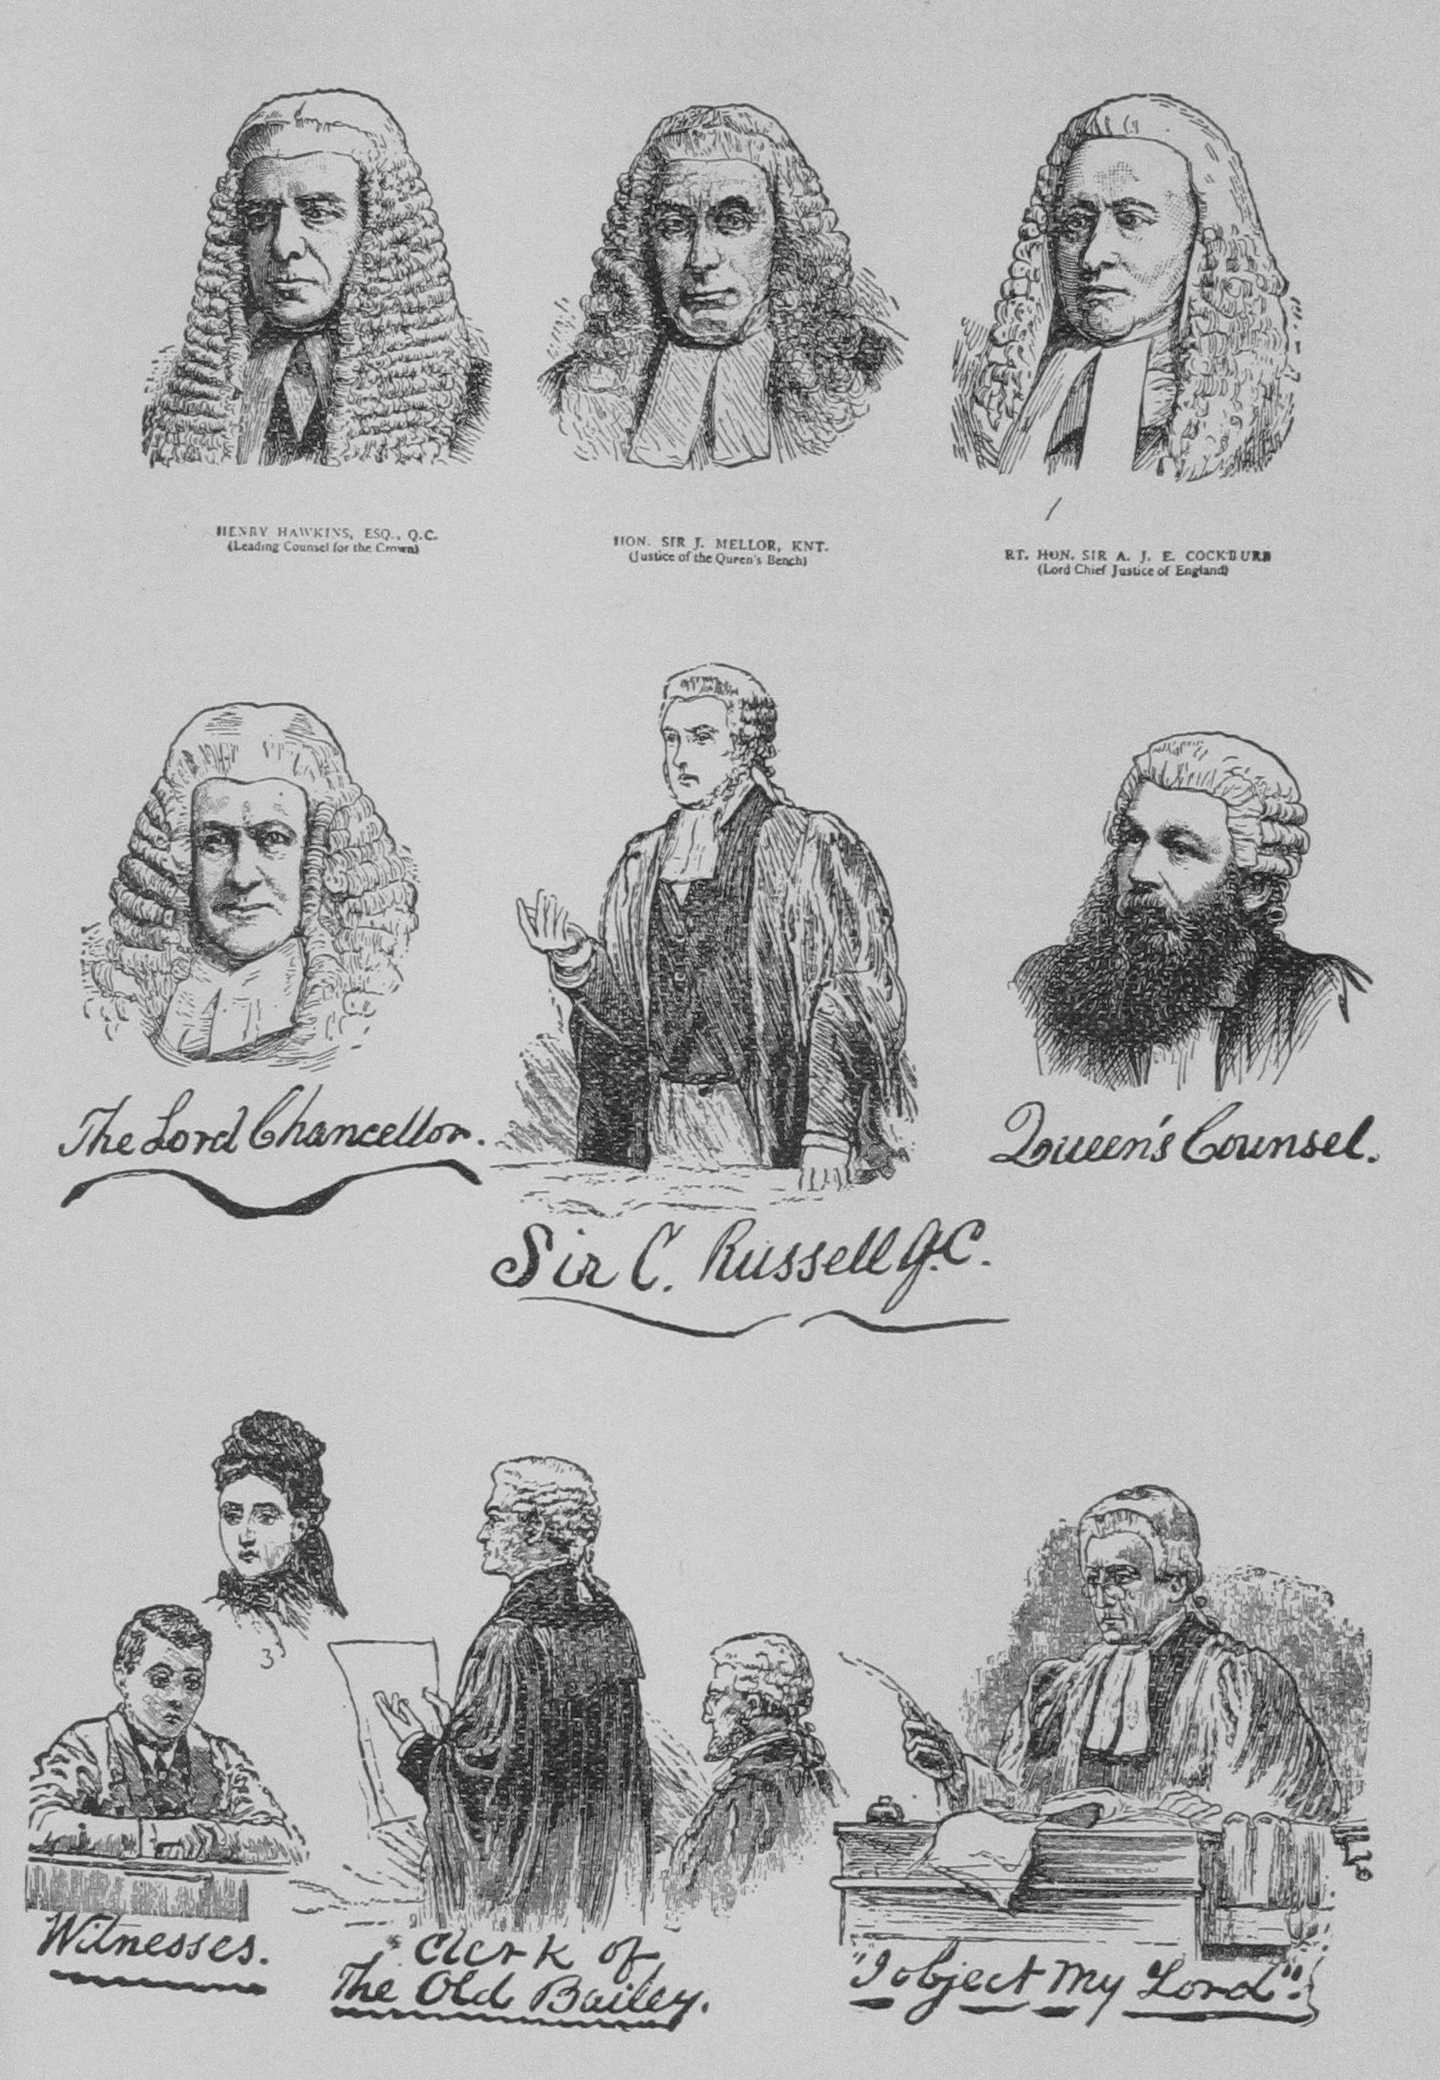 HENRY HAWKINS, ESQ., Q.C.
(Leading Counsel for the Crown)
HON. SIR J. MELLOR, KNT.
(Justice of the Queen's Bench)
RT. HON. SIR A. J. E. COCKBURN
(Lord Chief Justice of England)
The Lord Chancellor.
Sir C. Russell Q.C.
Queen's Counsel.
3
Witnesses.
Clerk of
The Old Bailey.
"I object My Lord".